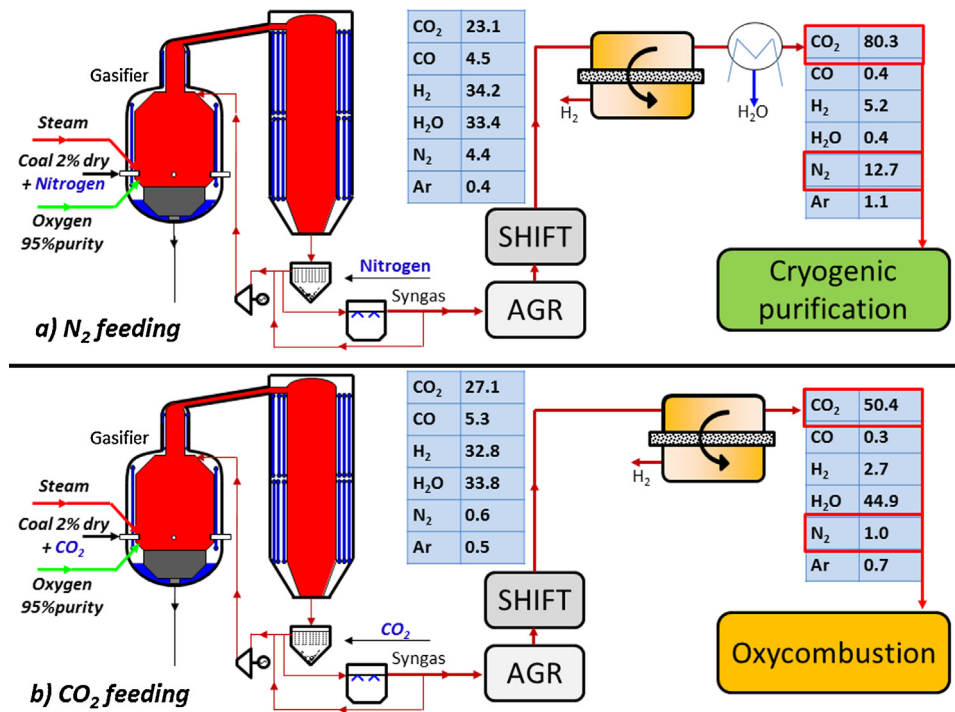 Gasifier
Steam
Coal 2% dry
+ Nitrogen
Oxygen
95%purity
a) N₂ feeding
Nitrogen
Syngas
AGR
SHIFT
CO₂ 23.1
CO 4.5
H₂ 34.2
H₂O 33.4
N₂ 4.4
Ar 0.4
H₂
H₂O
CO₂ 80.3
CO 0.4
H₂ 5.2
H₂O 0.4
N₂ 12.7
Ar 1.1
Cryogenic
purification
Gasifier
Steam
Coal 2% dry
+ CO₂
Oxygen
95%purity
b) CO₂ feeding
CO₂
Syngas
AGR
SHIFT
CO₂ 27.1
CO 5.3
H₂ 32.8
H₂O 33.8
N₂ 0.6
Ar 0.5
H₂
CO₂ 50.4
CO 0.3
H₂ 2.7
H₂O 44.9
N₂ 1.0
Ar 0.7
Oxycombustion